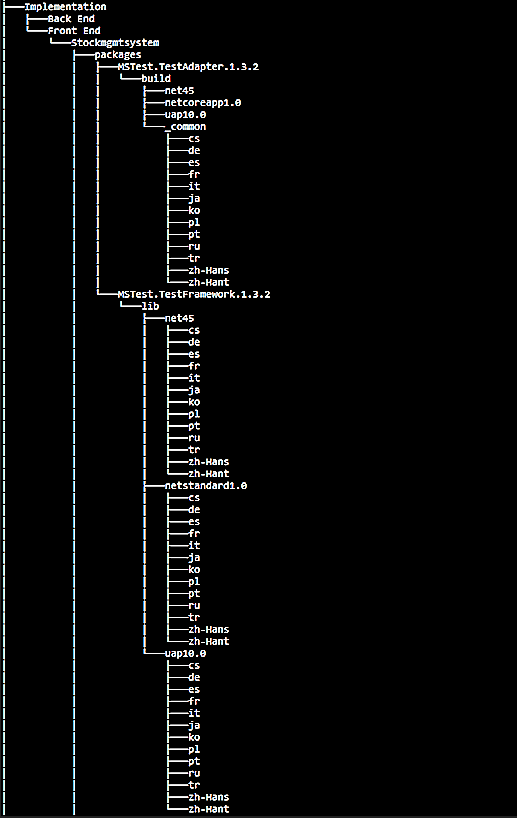 Implementation
Back End
Front End
Stockmgmtsystem
packages
MSTest.TestAdapter.1.3.2
build
net45
netcoreapp1.0
uap10.0
_common
cs
de
es
fr
it
ja
ko
pl
pt
ru
tr
zh-Hans
zh-Hant
MSTest.TestFramework.1.3.2
lib
net45
cs
de
es
fr
it
ja
ko
pl
pt
ru
tr
zh-Hans
zh-Hant
netstandard1.0
cs
de
es
fr
it
ja
ko
pl
pt
ru
tr
zh-Hans
zh-Hant
uap10.0
cs
de
es
fr
it
ja
ko
pl
pt
ru
tr
zh-Hans
zh-Hant